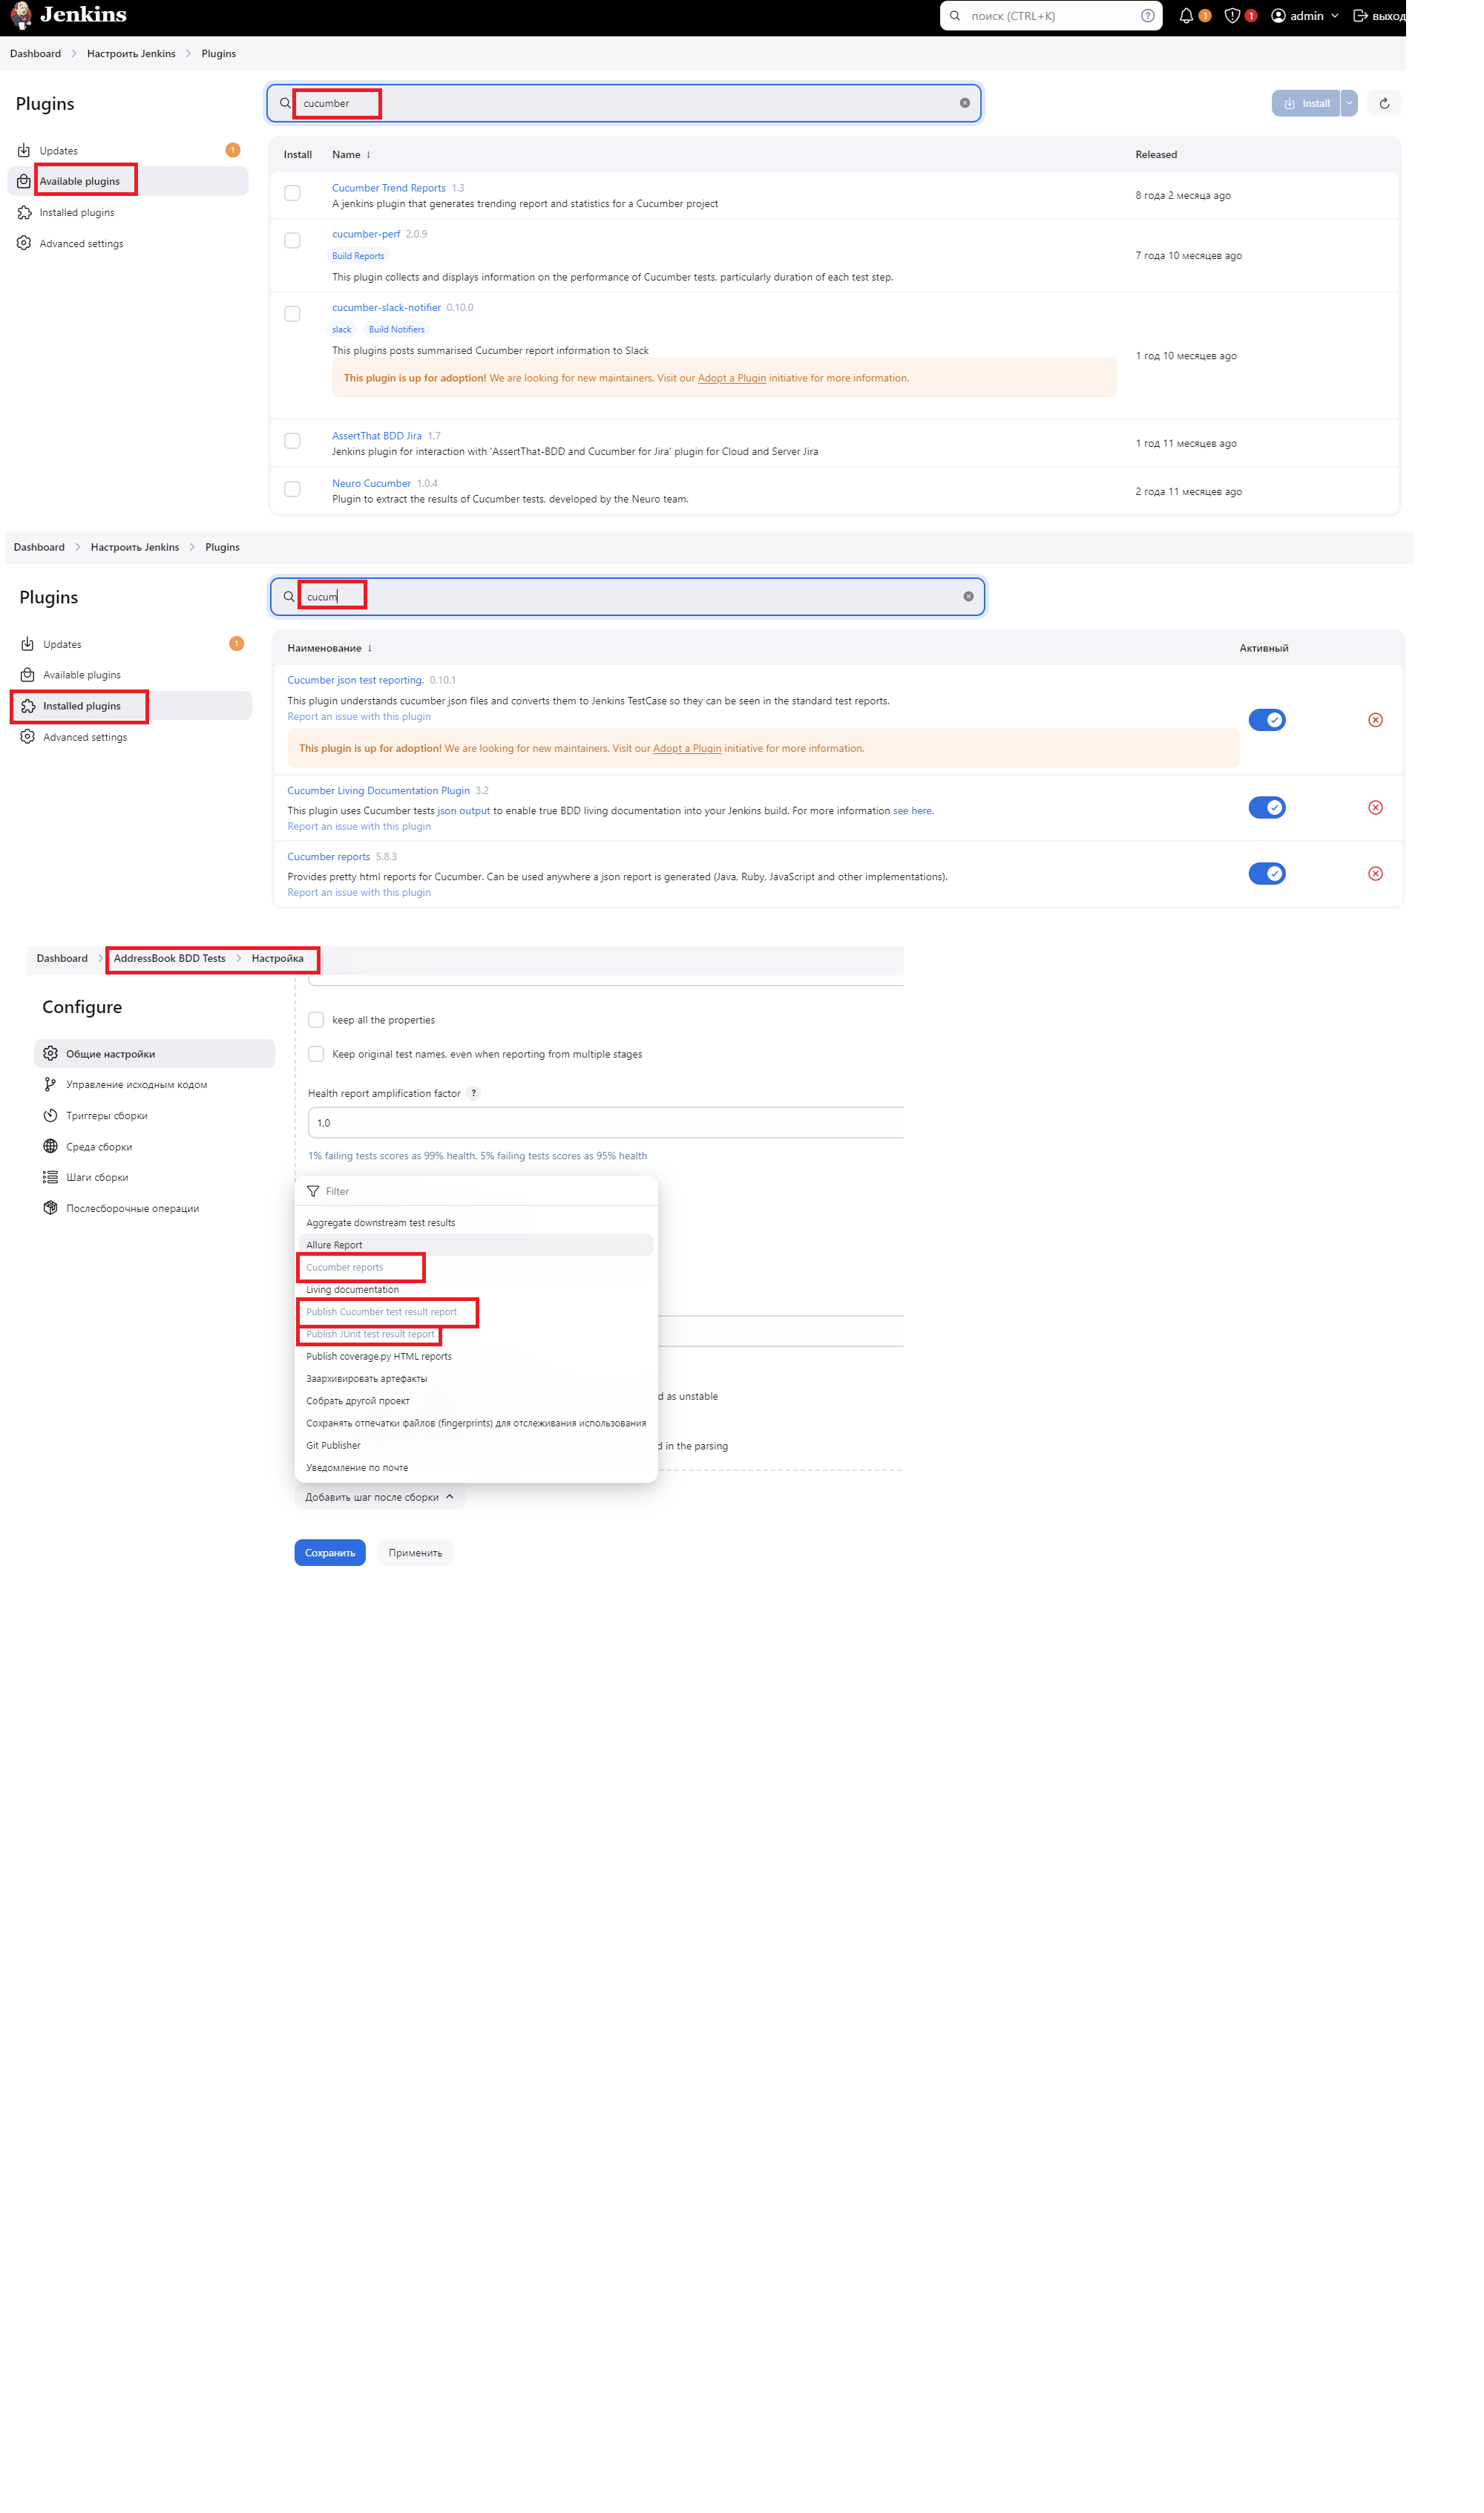 Jenkins
поиск (CTRL+K)
?
1
1
admin
выход
Dashboard
Настроить Jenkins
Plugins
Plugins
cucumber
Install
Updates
1
Available plugins
Installed plugins
Advanced settings
Install
Name ↓
Released
Cucumber Trend Reports 1.3
A jenkins plugin that generates trending report and statistics for a Cucumber project
8 года 2 месяца ago
cucumber-perf 2.0.9
Build Reports
This plugin collects and displays information on the performance of Cucumber tests, particularly duration of each test step.
7 года 10 месяцев ago
cucumber-slack-notifier 0.10.0
slack
Build Notifiers
This plugins posts summarised Cucumber report information to Slack
This plugin is up for adoption! We are looking for new maintainers. Visit our Adopt a Plugin initiative for more information.
1 год 10 месяцев ago
AssertThat BDD Jira 1.7
Jenkins plugin for interaction with 'AssertThat-BDD and Cucumber for Jira' plugin for Cloud and Server Jira
1 год 11 месяцев ago
Neuro Cucumber 1.0.4
Plugin to extract the results of Cucumber tests, developed by the Neuro team.
2 года 11 месяцев ago
Dashboard
Настроить Jenkins
Plugins
Plugins
cucum
Updates
1
Available plugins
Installed plugins
Advanced settings
Наименование ↓
Активный
Cucumber json test reporting. 0.10.1
This plugin understands cucumber json files and converts them to Jenkins TestCase so they can be seen in the standard test reports.
Report an issue with this plugin
This plugin is up for adoption! We are looking for new maintainers. Visit our Adopt a Plugin initiative for more information.
Cucumber Living Documentation Plugin 3.2
This plugin uses Cucumber tests json output to enable true BDD living documentation into your Jenkins build. For more information see here.
Report an issue with this plugin
Cucumber reports 5.8.3
Provides pretty html reports for Cucumber. Can be used anywhere a json report is generated (Java, Ruby, JavaScript and other implementations).
Report an issue with this plugin
Dashboard
AddressBook BDD Tests
Настройка
Configure
Общие настройки
Управление исходным кодом
Триггеры сборки
Среда сборки
Шаги сборки
Послесборочные операции
keep all the properties
Keep original test names, even when reporting from multiple stages
Health report amplification factor ?
1,0
1% failing tests scores as 99% health. 5% failing tests scores as 95% health
Filter
Aggregate downstream test results
Allure Report
Cucumber reports
Living documentation
Publish Cucumber test result report
Publish JUnit test result report
Publish coverage.py HTML reports
Заархивировать артефакты
Собрать другой проект
Сохранять отпечатки файлов (fingerprints) для отслеживания использования
Git Publisher
Уведомление по почте
d as unstable
d in the parsing
Добавить шаг после сборки
Сохранить
Применить